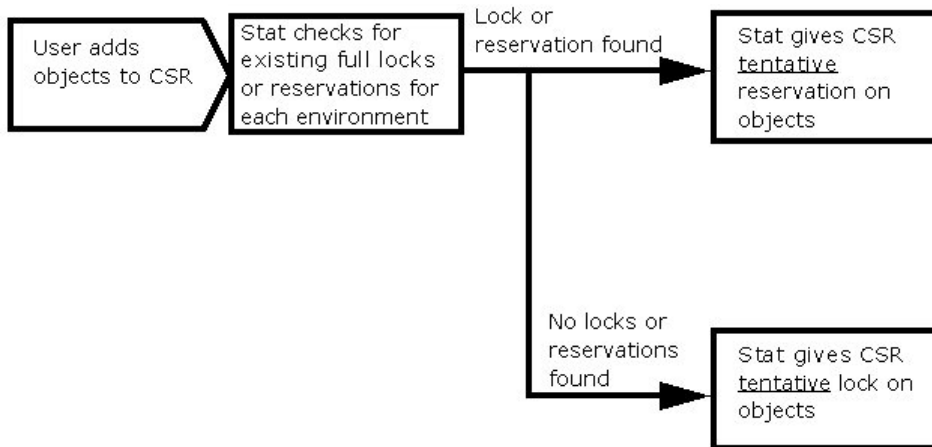 User adds
objects to CSR
Stat checks for
existing full locks
or reservations for
each environment
Lock or
reservation found
Stat gives CSR
tentative
reservation on
objects
No locks or
reservations
found
Stat gives CSR
tentative lock on
objects